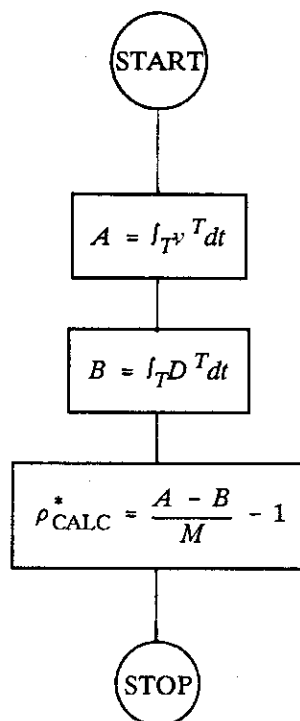 START
A = ∫_T v^T dt
B = ∫_T D^T dt
ρ*_CALC = (A - B)/M - 1
STOP